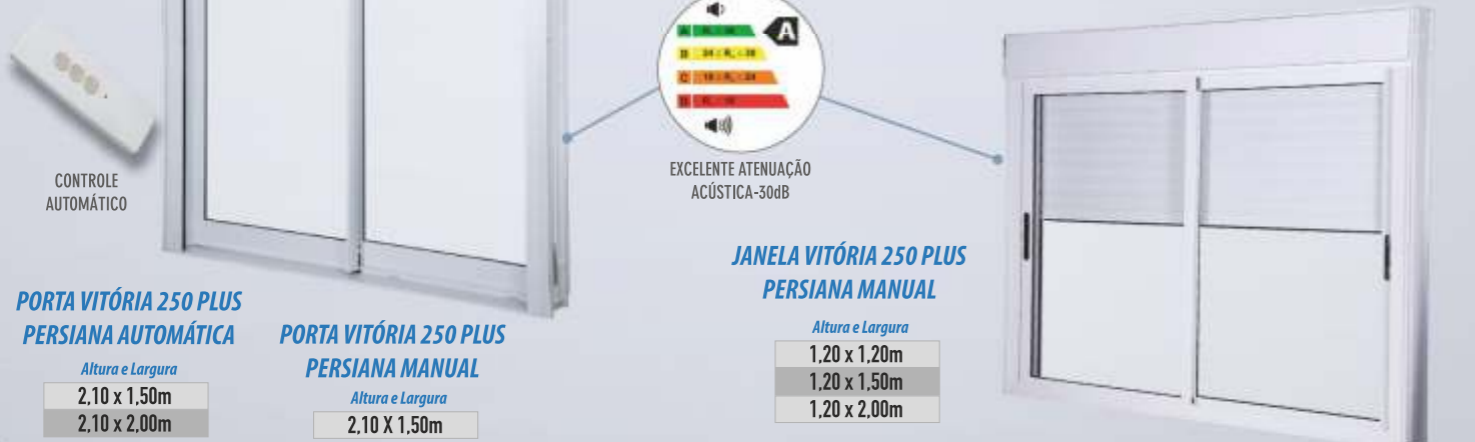 CONTROLE
AUTOMÁTICO
A
A
B
C
EXCELENTE ATENUAÇÃO
ACÚSTICA-30dB
PORTA VITÓRIA 250 PLUS
PERSIANA AUTOMÁTICA
Altura e Largura
2,10 x 1,50m
2,10 x 2,00m
PORTA VITÓRIA 250 PLUS
PERSIANA MANUAL
Altura e Largura
2,10 X 1,50m
JANELA VITÓRIA 250 PLUS
PERSIANA MANUAL
Altura e Largura
1,20 x 1,20m
1,20 x 1,50m
1,20 x 2,00m